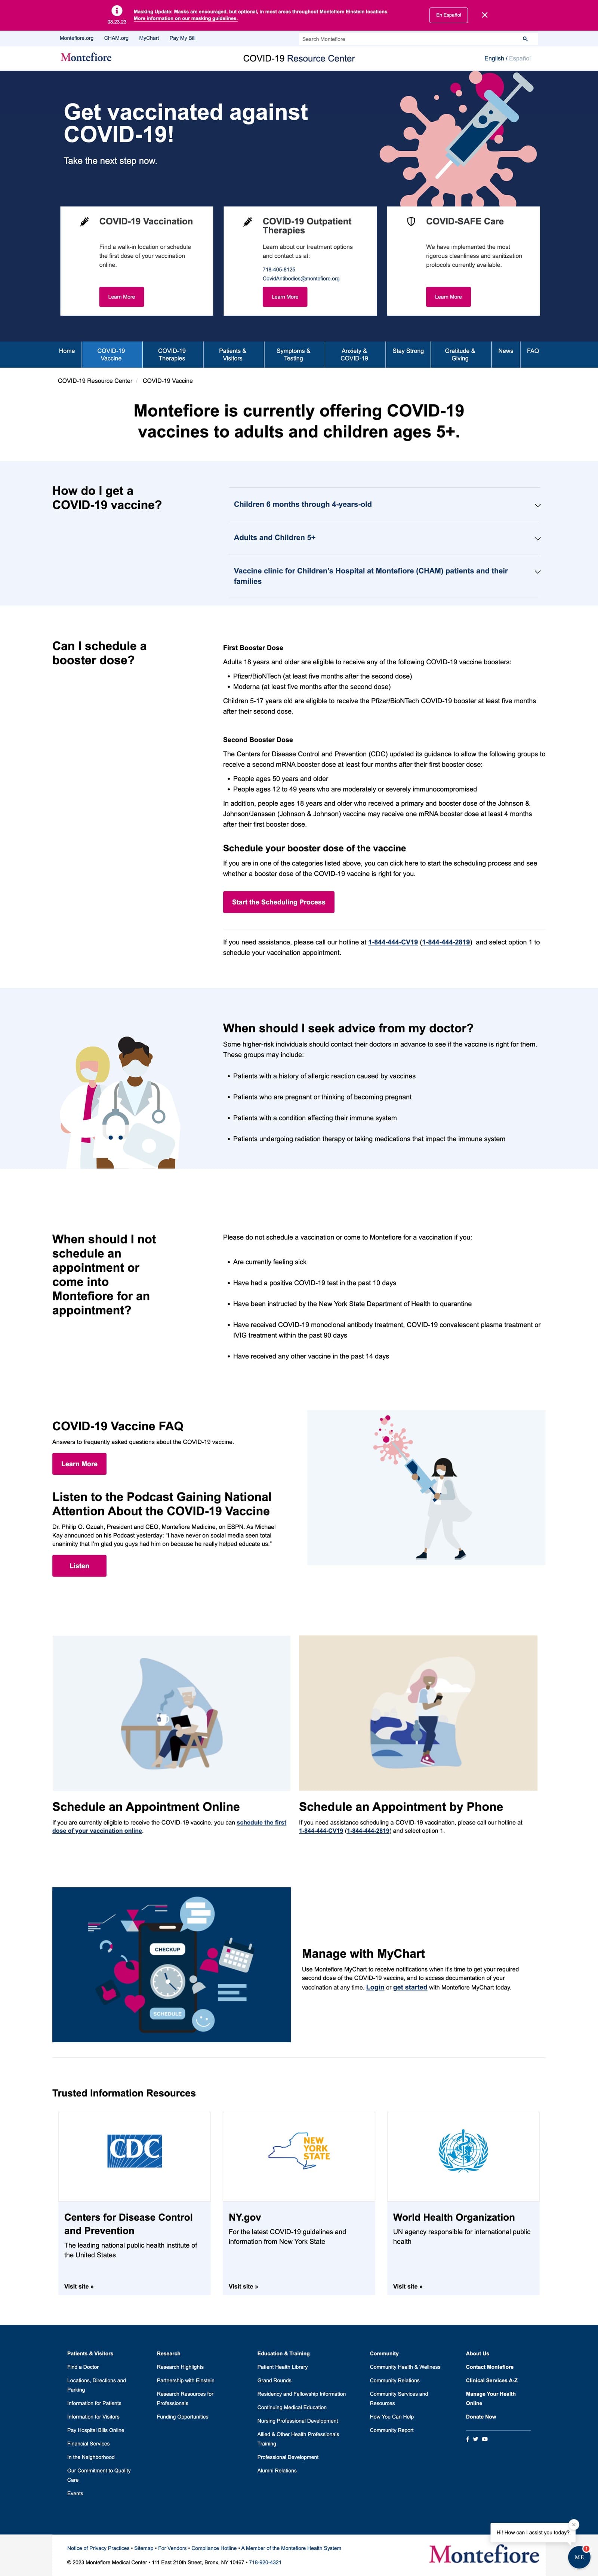 Masking Update: Masks are encouraged, but optional, in most areas throughout Montefiore Einstein locations.
More information on our masking guidelines.
08.23.23
En Español
Montefiore.org CHAM.org MyChart Pay My Bill
Search Montefiore
Montefiore
COVID-19 Resource Center
English / Español
Get vaccinated against
COVID-19!
Take the next step now.
COVID-19 Vaccination
Find a walk-in location or schedule
the first dose of your vaccination
online.
Learn More
COVID-19 Outpatient
Therapies
Learn about our treatment options
and contact us at:
718-405-8125
CovidAntibodies@montefiore.org
Learn More
COVID-SAFE Care
We have implemented the most
rigorous cleanliness and sanitization
protocols currently available.
Learn More
Home
COVID-19
Vaccine
COVID-19
Therapies
Patients &
Visitors
Symptoms &
Testing
Anxiety &
COVID-19
Stay Strong
Gratitude &
Giving
News
FAQ
COVID-19 Resource Center / COVID-19 Vaccine
Montefiore is currently offering COVID-19
vaccines to adults and children ages 5+.
How do I get a
COVID-19 vaccine?
Children 6 months through 4-years-old
Adults and Children 5+
Vaccine clinic for Children's Hospital at Montefiore (CHAM) patients and their
families
Can I schedule a
booster dose?
First Booster Dose
Adults 18 years and older are eligible to receive any of the following COVID-19 vaccine boosters:
• Pfizer/BioNTech (at least five months after the second dose)
• Moderna (at least five months after the second dose)
Children 5-17 years old are eligible to receive the Pfizer/BioNTech COVID-19 booster at least five months
after their second dose.
Second Booster Dose
The Centers for Disease Control and Prevention (CDC) updated its guidance to allow the following groups to
receive a second mRNA booster dose at least four months after their first booster dose:
• People ages 50 years and older
• People ages 12 to 49 years who are moderately or severely immunocompromised
In addition, people ages 18 years and older who received a primary and booster dose of the Johnson &
Johnson/Janssen (Johnson & Johnson) vaccine may receive one mRNA booster dose at least 4 months
after their first booster dose.
Schedule your booster dose of the vaccine
If you are in one of the categories listed above, you can click here to start the scheduling process and see
whether a booster dose of the COVID-19 vaccine is right for you.
Start the Scheduling Process
If you need assistance, please call our hotline at 1-844-444-CV19 (1-844-444-2819) and select option 1 to
schedule your vaccination appointment.
When should I seek advice from my doctor?
Some higher-risk individuals should contact their doctors in advance to see if the vaccine is right for them.
These groups may include:
• Patients with a history of allergic reaction caused by vaccines
• Patients who are pregnant or thinking of becoming pregnant
• Patients with a condition affecting their immune system
• Patients undergoing radiation therapy or taking medications that impact the immune system
When should I not
schedule an
appointment or
come into
Montefiore for an
appointment?
Please do not schedule a vaccination or come to Montefiore for a vaccination if you:
• Are currently feeling sick
• Have had a positive COVID-19 test in the past 10 days
• Have been instructed by the New York State Department of Health to quarantine
• Have received COVID-19 monoclonal antibody treatment, COVID-19 convalescent plasma treatment or
IVIG treatment within the past 90 days
• Have received any other vaccine in the past 14 days
COVID-19 Vaccine FAQ
Answers to frequently asked questions about the COVID-19 vaccine.
Learn More
Listen to the Podcast Gaining National
Attention About the COVID-19 Vaccine
Dr. Philip O. Ozuah, President and CEO, Montefiore Medicine, on ESPN. As Michael
Kay announced on his Podcast yesterday: "I have never on social media seen total
unanimity that I'm glad you guys had him on because he really helped educate us."
Listen
Schedule an Appointment Online
If you are currently eligible to receive the COVID-19 vaccine, you can schedule the first
dose of your vaccination online.
Schedule an Appointment by Phone
If you need assistance scheduling a COVID-19 vaccination, please call our hotline at
1-844-444-CV19 (1-844-444-2819) and select option 1.
CHECKUP
SCHEDULE
Manage with MyChart
Use Montefiore MyChart to receive notifications when it's time to get your required
second dose of the COVID-19 vaccine, and to access documentation of your
vaccination at any time. Login or get started with Montefiore MyChart today.
Trusted Information Resources
CDC
Centers for Disease Control
and Prevention
The leading national public health institute of
the United States
Visit site »
NEW
YORK
STATE
NY.gov
For the latest COVID-19 guidelines and
information from New York State
Visit site »
World Health Organization
UN agency responsible for international public
health
Visit site »
Patients & Visitors
Find a Doctor
Locations, Directions and
Parking
Information for Patients
Information for Visitors
Pay Hospital Bills Online
Financial Services
In the Neighborhood
Our Commitment to Quality
Care
Events
Research
Research Highlights
Partnership with Einstein
Research Resources for
Professionals
Funding Opportunities
Education & Training
Patient Health Library
Grand Rounds
Residency and Fellowship Information
Continuing Medical Education
Nursing Professional Development
Allied & Other Health Professionals
Training
Professional Development
Alumni Relations
Community
Community Health & Wellness
Community Relations
Community Services and
Resources
How You Can Help
Community Report
About Us
Contact Montefiore
Clinical Services A-Z
Manage Your Health
Online
Donate Now
Hi! How can I assist you today?
ME
Notice of Privacy Practices • Sitemap • For Vendors • Compliance Hotline • A Member of the Montefiore Health System
© 2023 Montefiore Medical Center • 111 East 210th Street, Bronx, NY 10467 • 718-920-4321
Montefiore